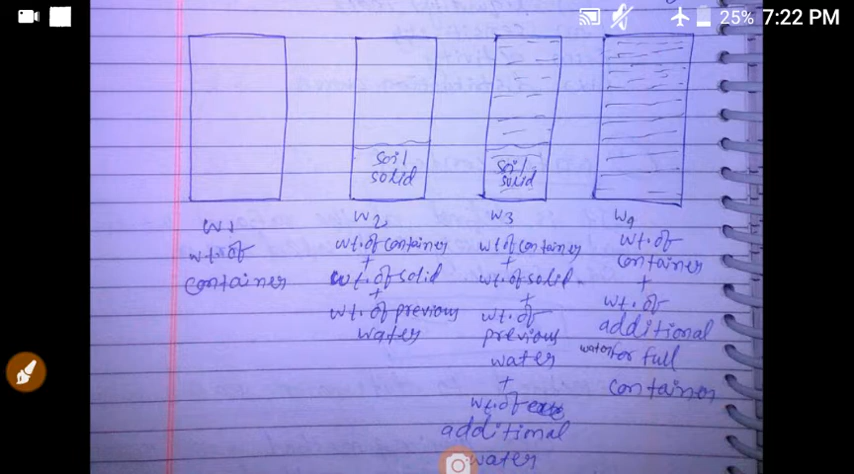 25% 7:22 PM
soil
solid
soil
solid
W1
wt. of
container
W2
wt. of container
+
wt. of solid
+
wt. of previous
water
W3
wt of container
+
wt. of solid
+
wt. of
previous
water
+
wt. of
additional
water
W4
wt. of
container
+
wt. of
additional
water for full
container